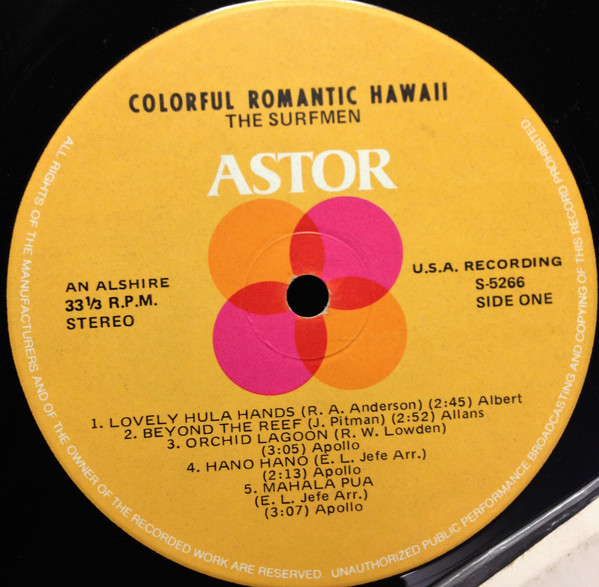 COLORFUL ROMANTIC HAWAII
THE SURFMEN
ASTOR
AN ALSHIRE
33⅓ R.P.M.
STEREO
U.S.A. RECORDING
S-5266
SIDE ONE
1. LOVELY HULA HANDS (R. A. Anderson) (2:45) Albert
2. BEYOND THE REEF (J. Pitman) (2:52) Allans
3. ORCHID LAGOON (R. W. Lowden)
(3:05) Apollo
4. HANO HANO (E. L. Jefe Arr.)
(2:13) Apollo
5. MAHALA PUA
(E. L. Jefe Arr.)
(3:07) Apollo
ALL RIGHTS OF THE MANUFACTURERS AND OF THE OWNER OF THE RECORDED WORK ARE RESERVED. UNAUTHORIZED PUBLIC PERFORMANCE BROADCASTING AND COPYING OF THIS RECORD PROHIBITED.